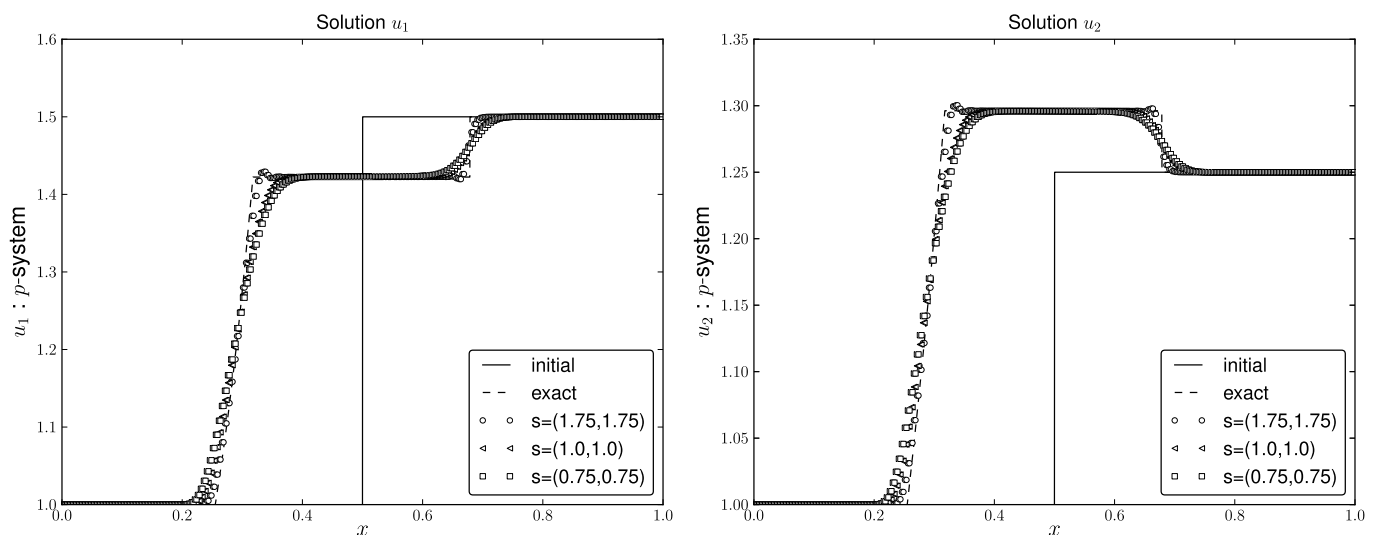 Solution u₁
1.6
1.5
1.4
1.3
1.2
1.1
1.0
u₁ : p-system
initial
exact
s=(1.75,1.75)
s=(1.0,1.0)
s=(0.75,0.75)
0.0 0.2 0.4 0.6 0.8 1.0
x
Solution u₂
1.35
1.30
1.25
1.20
1.15
1.10
1.05
1.00
u₂ : p-system
initial
exact
s=(1.75,1.75)
s=(1.0,1.0)
s=(0.75,0.75)
0.0 0.2 0.4 0.6 0.8 1.0
x